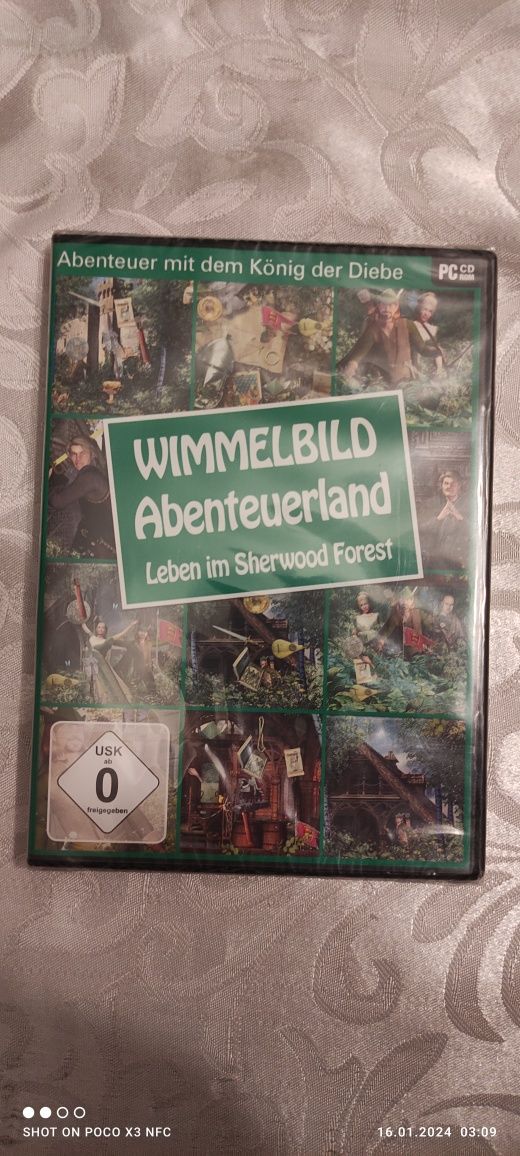 Abenteuer mit dem König der Diebe
PC CD
ROM
WIMMELBILD
Abenteuerland
Leben im Sherwood Forest
USK
ab
0
freigegeben
SHOT ON POCO X3 NFC
16.01.2024 03:09